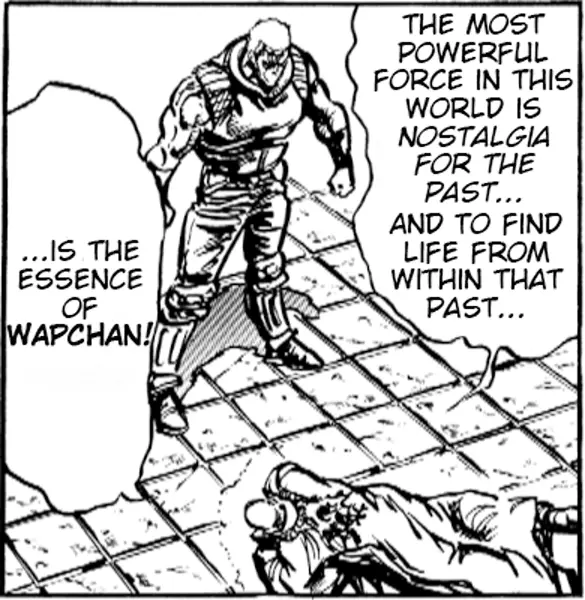 THE MOST
POWERFUL
FORCE IN THIS
WORLD IS
NOSTALGIA
FOR THE
PAST...
AND TO FIND
LIFE FROM
WITHIN THAT
PAST...
...IS THE
ESSENCE
OF
WAPCHAN!